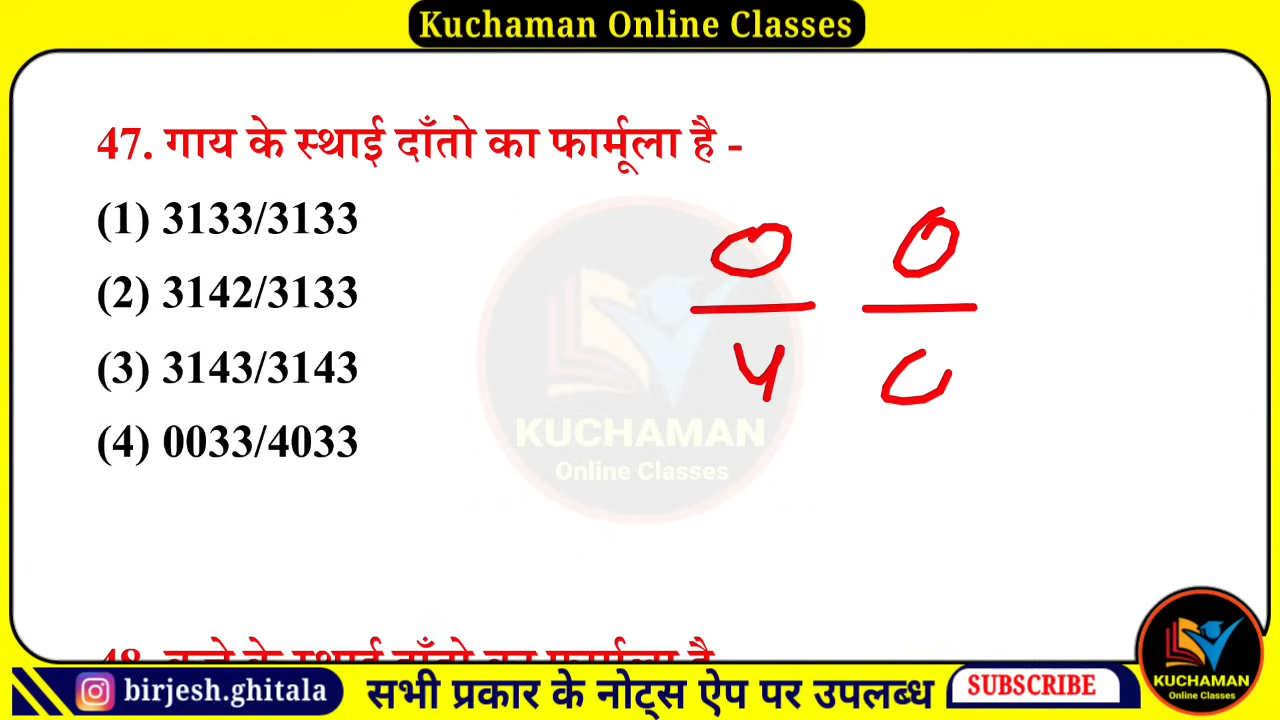 Kuchaman Online Classes
47. गाय के स्थाई दाँतो का फार्मूला है -
(1) 3133/3133
(2) 3142/3133
(3) 3143/3143
(4) 0033/4033
0 0
4 0
KUCHAMAN
Online Classes
48. कुत्ते के स्थाई दाँतो का फार्मूला है
birjesh.ghitala
सभी प्रकार के नोट्स ऐप पर उपलब्ध
SUBSCRIBE
KUCHAMAN
Online Classes